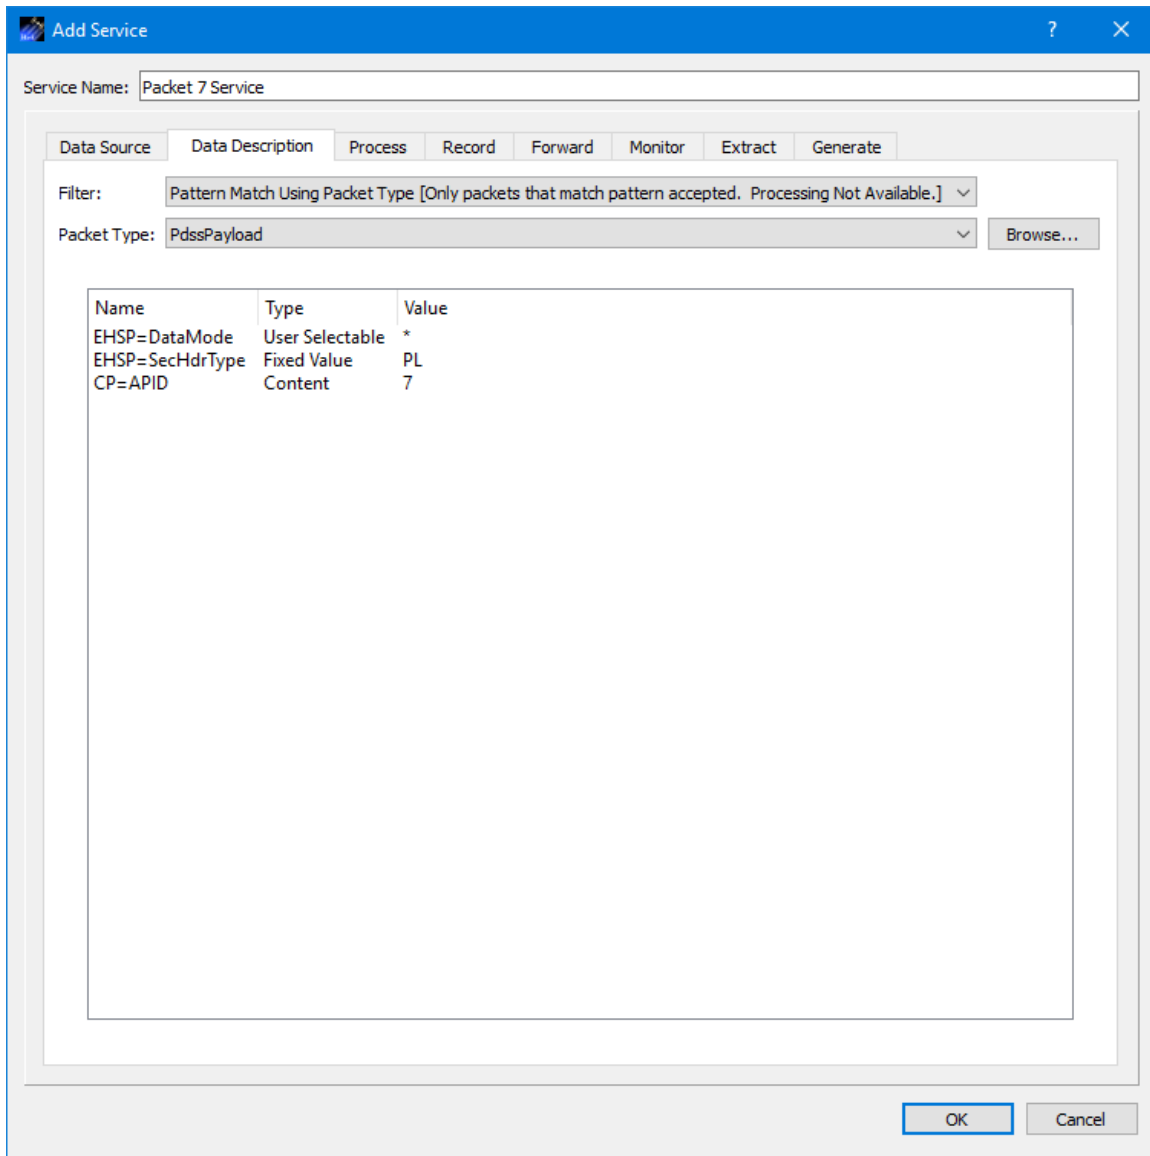 Add Service
Service Name: Packet 7 Service
Data Source Data Description Process Record Forward Monitor Extract Generate
Filter: Pattern Match Using Packet Type [Only packets that match pattern accepted. Processing Not Available.]
Packet Type: PdssPayload Browse...
Name Type Value
EHSP=DataMode User Selectable *
EHSP=SecHdrType Fixed Value PL
CP=APID Content 7
OK Cancel